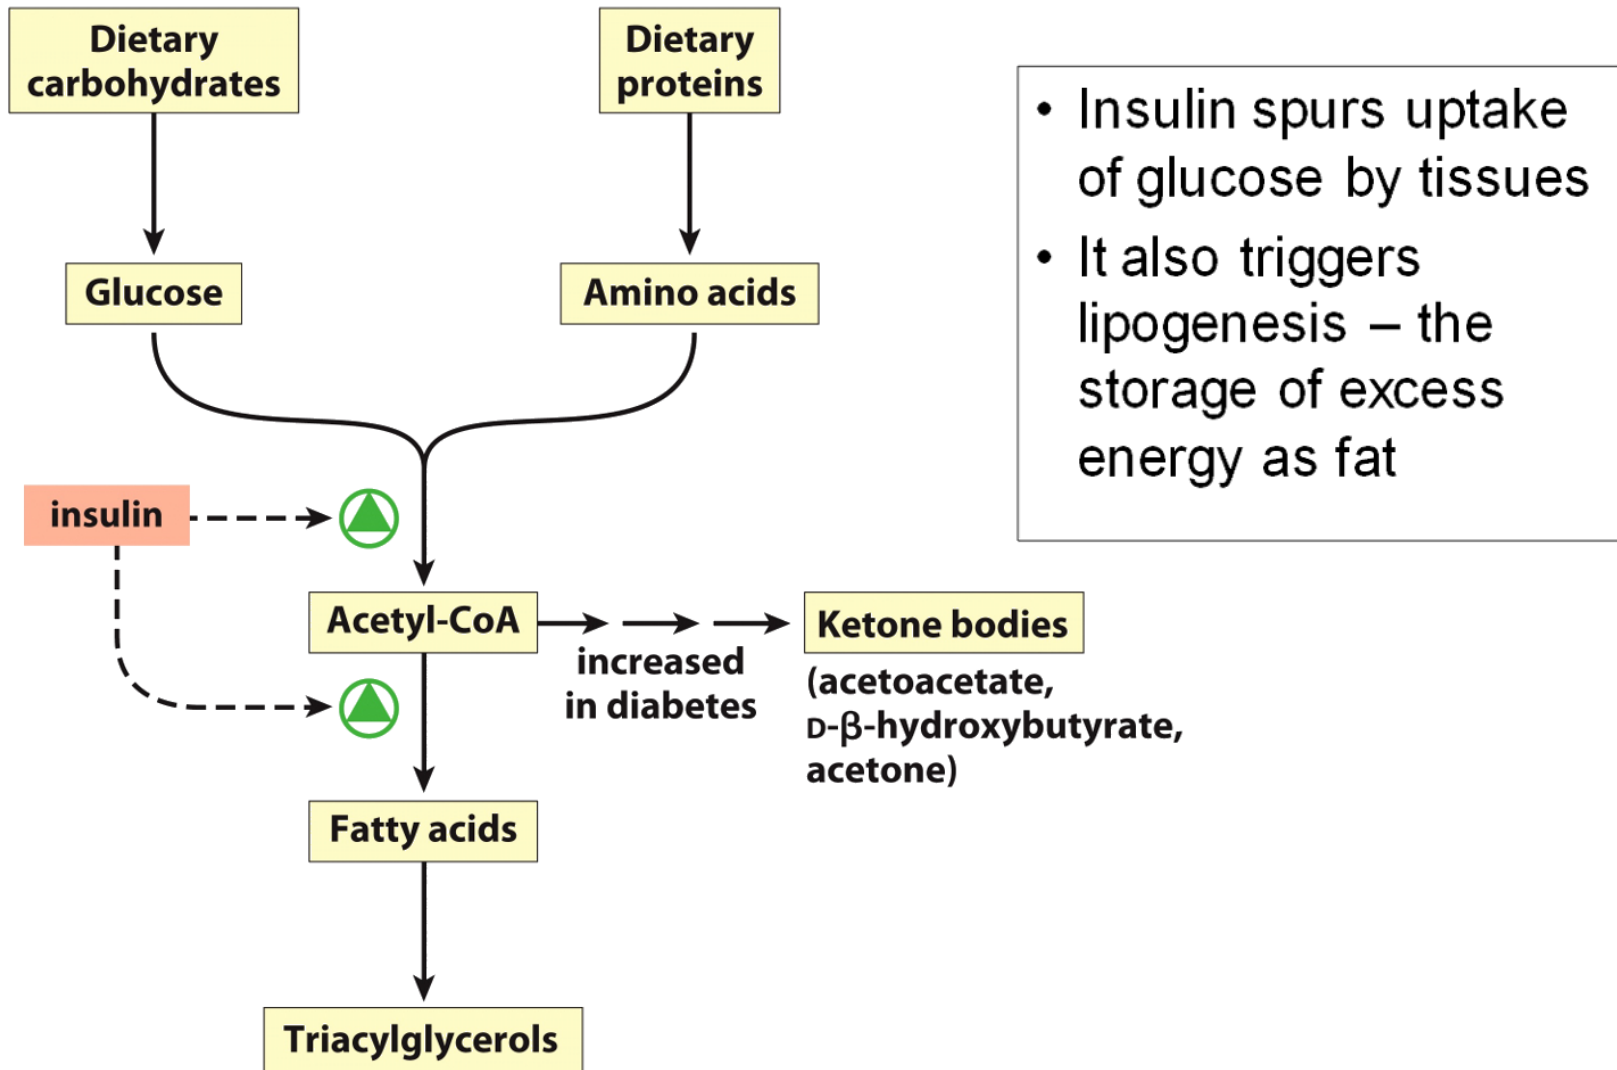 Dietary
carbohydrates
Dietary
proteins
• Insulin spurs uptake
of glucose by tissues
• It also triggers
lipogenesis – the
storage of excess
energy as fat
Glucose
Amino acids
insulin
Acetyl-CoA
increased
in diabetes
Ketone bodies
(acetoacetate,
D-β-hydroxybutyrate,
acetone)
Fatty acids
Triacylglycerols